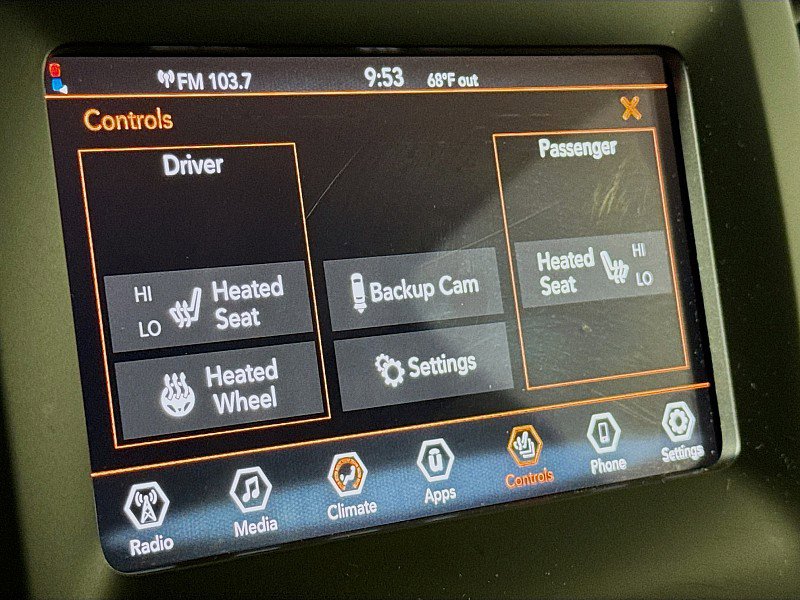 FM 103.7 9:53 68°F out
Controls
Driver
Passenger
HI
LO
Heated
Seat
Backup Cam
Heated
Seat
HI
LO
Heated
Wheel
Settings
Radio
Media
Climate
Apps
Controls
Phone
Settings